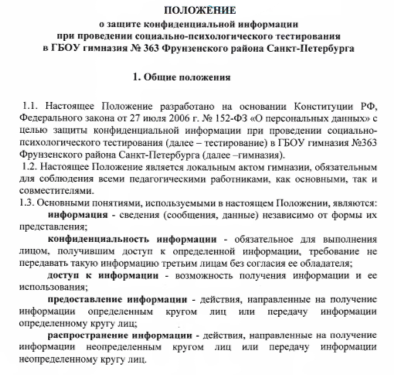 ПОЛОЖЕНИЕ
о защите конфиденциальной информации
при проведении социально-психологического тестирования
в ГБОУ гимназия № 363 Фрунзенского района Санкт-Петербурга
1. Общие положения
1.1. Настоящее Положение разработано на основании Конституции РФ,
Федерального закона от 27 июля 2006 г. № 152-ФЗ «О персональных данных» с
целью защиты конфиденциальной информации при проведении социально-
психологического тестирования (далее – тестирование) в ГБОУ гимназия №363
Фрунзенского района Санкт-Петербурга (далее –гимназия).
1.2. Настоящее Положение является локальным актом гимназии, обязательным
для соблюдения всеми педагогическими работниками, как основными, так и
совместителями.
1.3. Основными понятиями, используемыми в настоящем Положении, являются:
информация - сведения (сообщения, данные) независимо от формы их
представления;
конфиденциальность информации - обязательное для выполнения
лицом, получившим доступ к определенной информации, требование не
передавать такую информацию третьим лицам без согласия ее обладателя;
доступ к информации - возможность получения информации и ее
использования;
предоставление информации - действия, направленные на получение
информации определенным кругом лиц или передачу информации
определенному кругу лиц;
распространение информации - действия, направленные на получение
информации неопределенным кругом лиц или передачу информации
неопределенному кругу лиц.